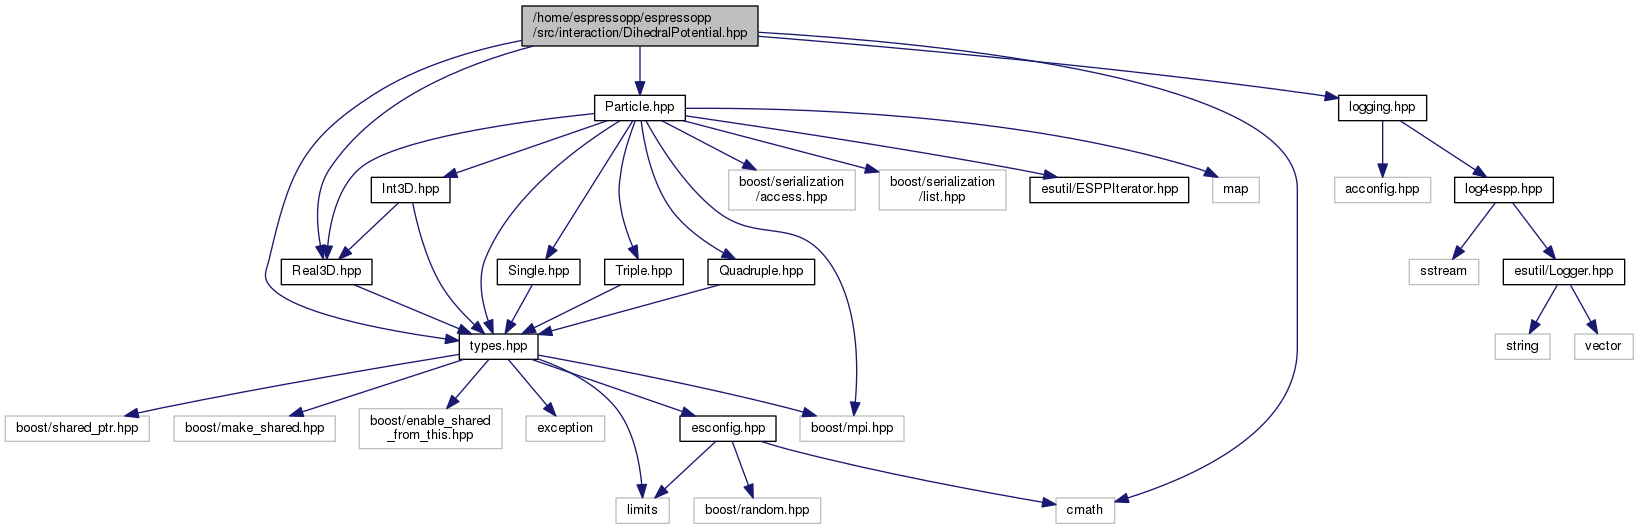 /home/espressopp/espressopp
/src/interaction/DihedralPotential.hpp
Particle.hpp
logging.hpp
Int3D.hpp
boost/serialization
/access.hpp
boost/serialization
/list.hpp
esutil/ESPPIterator.hpp
map
acconfig.hpp
log4espp.hpp
Real3D.hpp
Single.hpp
Triple.hpp
Quadruple.hpp
sstream
esutil/Logger.hpp
types.hpp
string
vector
boost/shared_ptr.hpp
boost/make_shared.hpp
boost/enable_shared
_from_this.hpp
exception
esconfig.hpp
boost/mpi.hpp
limits
boost/random.hpp
cmath